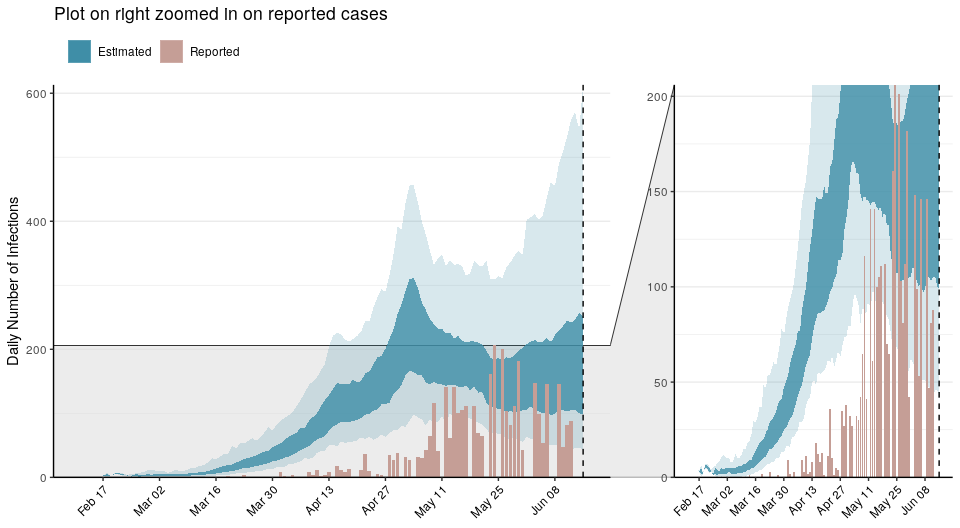 Plot on right zoomed in on reported cases
Estimated Reported
Daily Number of Infections
600
400
200
0
Feb 17 Mar 02 Mar 16 Mar 30 Apr 13 Apr 27 May 11 May 25 Jun 08
200
150
100
50
0
Feb 17 Mar 02 Mar 16 Mar 30 Apr 13 Apr 27 May 11 May 25 Jun 08